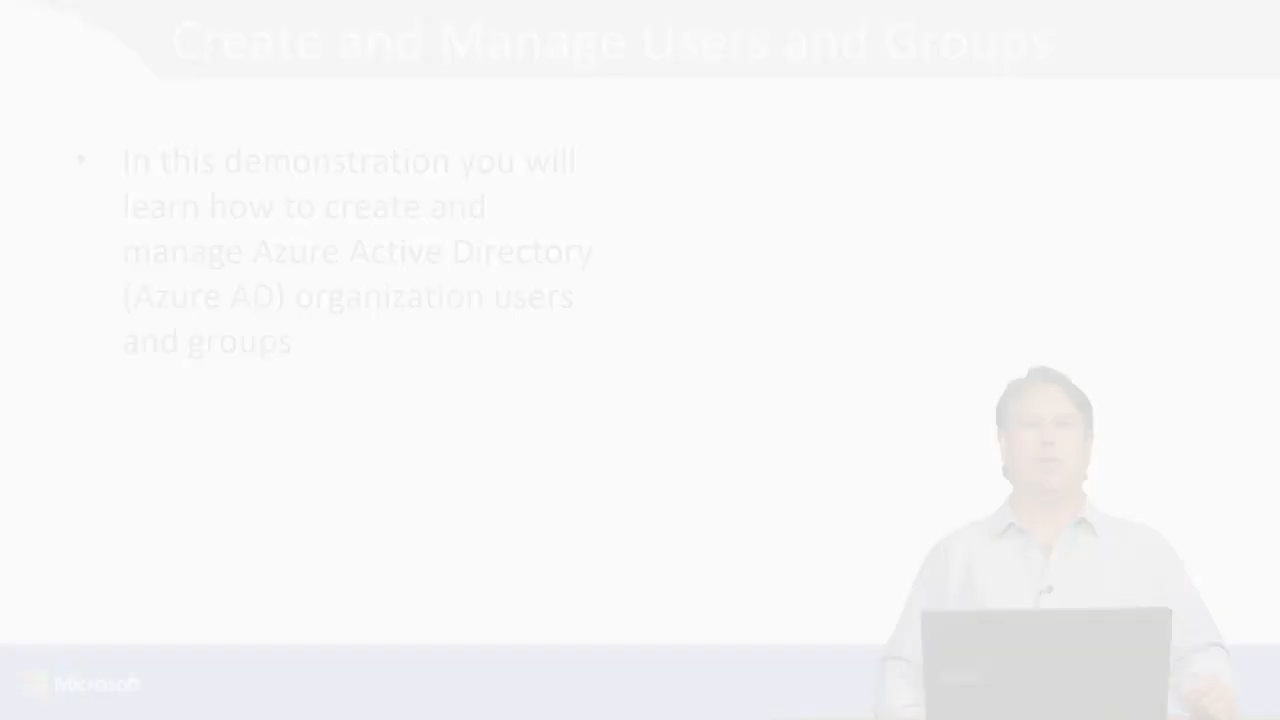 Create and Manage Users and Groups
• In this demonstration you will
learn how to create and
manage Azure Active Directory
(Azure AD) organization users
and groups
Microsoft